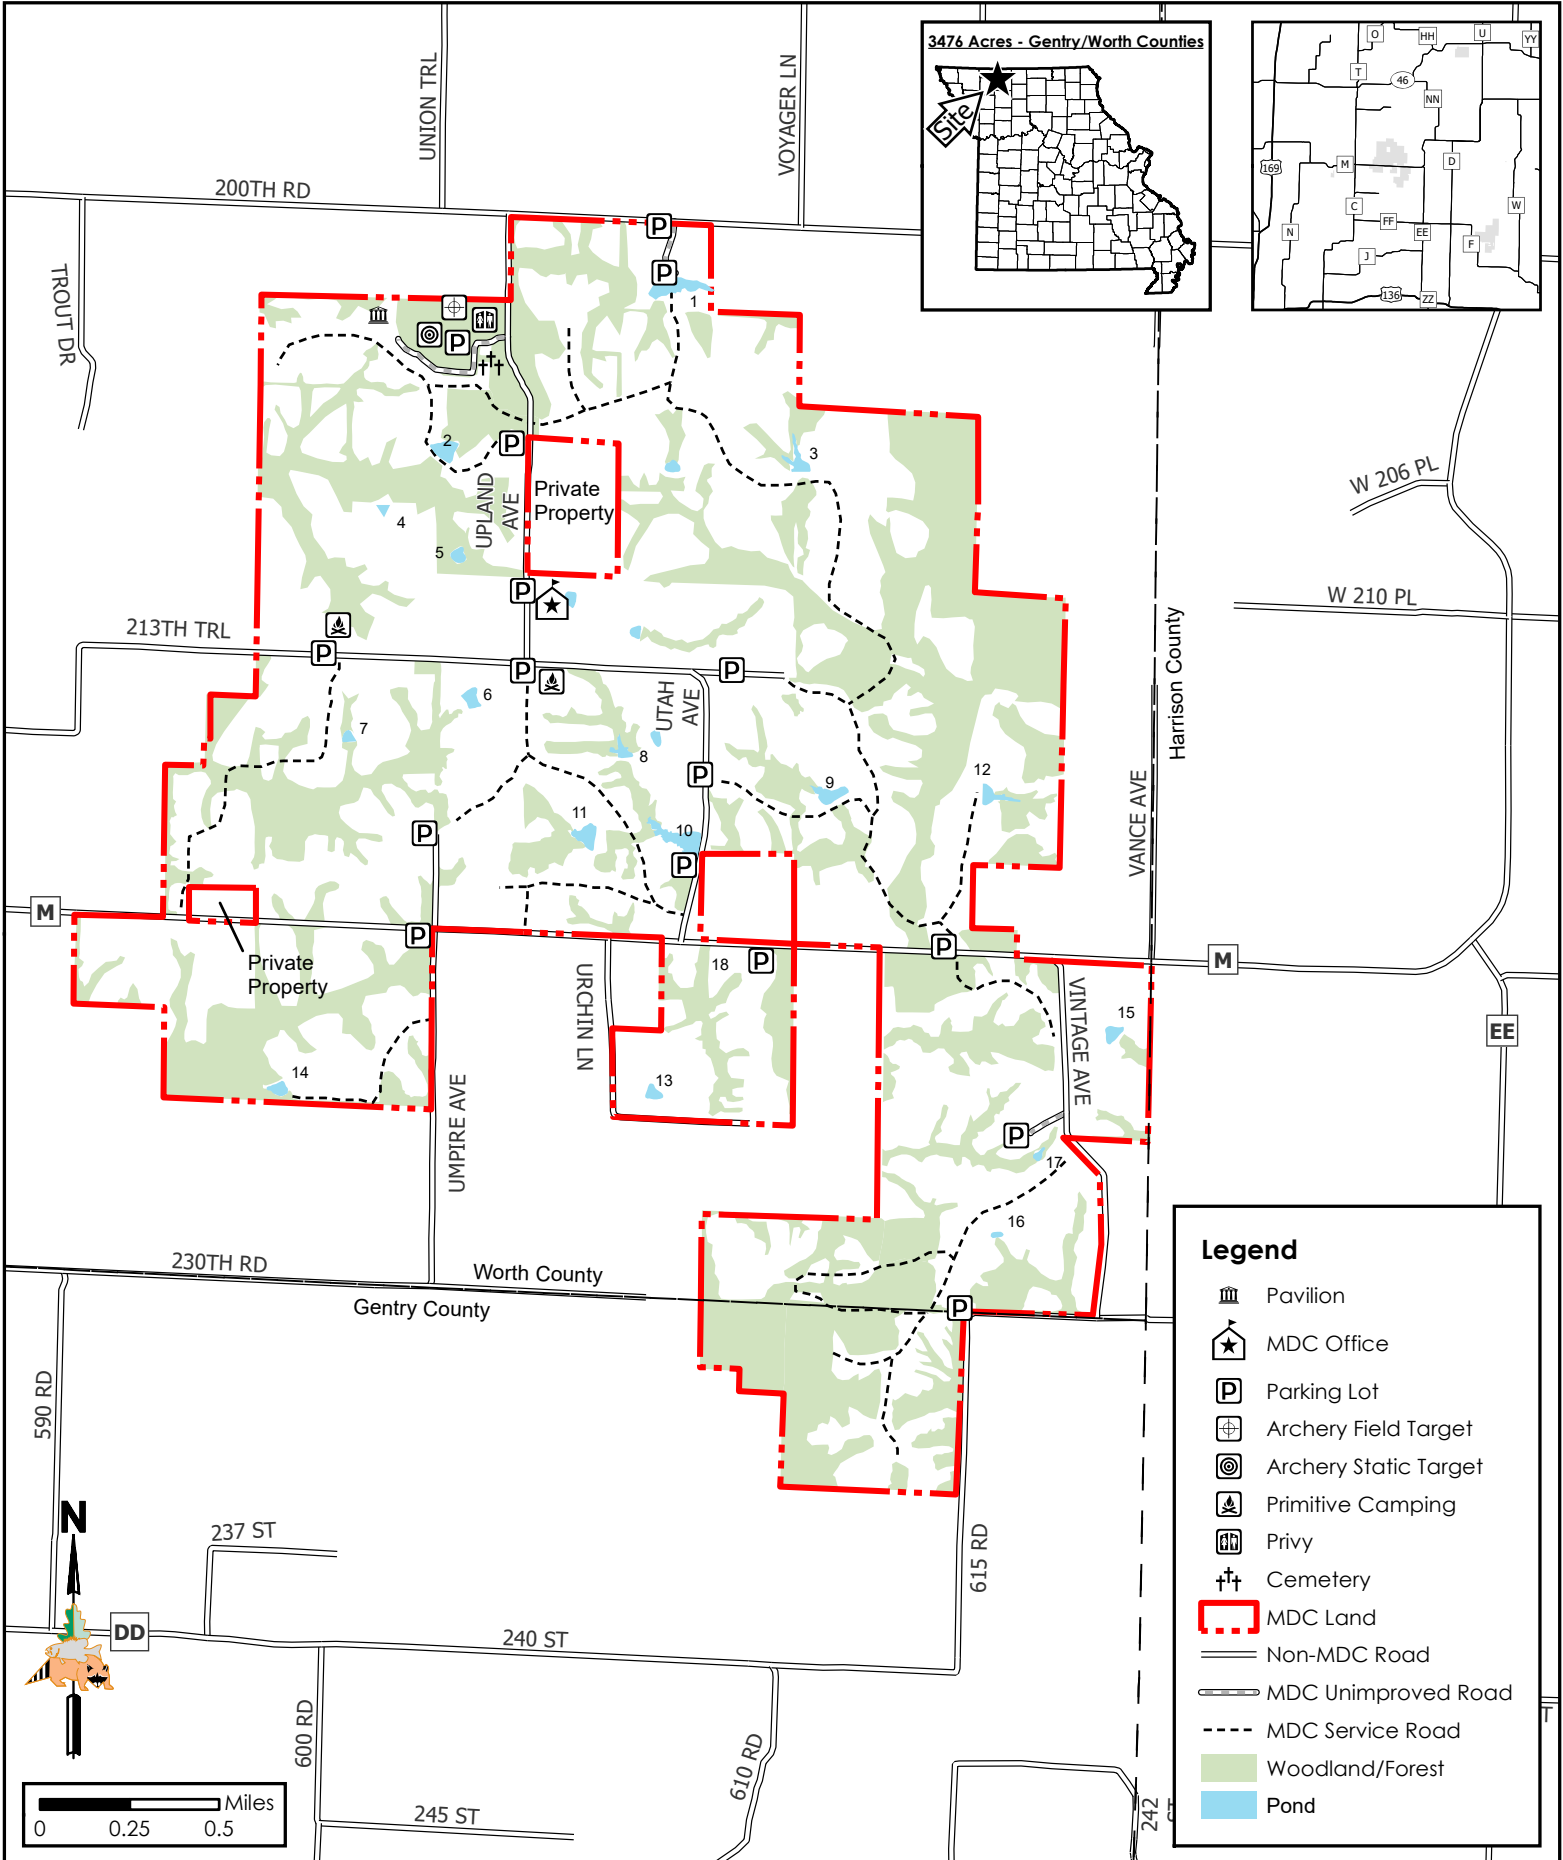 3476 Acres - Gentry/Worth Counties
Site
O
HH
U
YY
T
46
NN
M
D
169
C
W
FF
N
EE
F
J
136
ZZ
UNION TRL
VOYAGER LN
200TH RD
TROUT DR
P
P
1
P
2
P
3
Private
Property
UPLAND
AVE
4
5
W 206 PL
P
W 210 PL
213TH TRL
P
P
P
Harrison County
6
UTAH
AVE
7
8
P
9
12
VANCE AVE
11
10
P
P
M
P
P
M
Private
Property
18
P
URCHIN LN
VINTAGE AVE
15
EE
14
13
UMPIRE AVE
P
17
16
230TH RD
Worth County
Gentry County
P
590 RD
N
237 ST
615 RD
DD
240 ST
600 RD
610 RD
245 ST
242
ST
T
Miles
0 0.25 0.5
Legend
Pavilion
MDC Office
P Parking Lot
Archery Field Target
Archery Static Target
Primitive Camping
Privy
Cemetery
MDC Land
Non-MDC Road
MDC Unimproved Road
MDC Service Road
Woodland/Forest
Pond